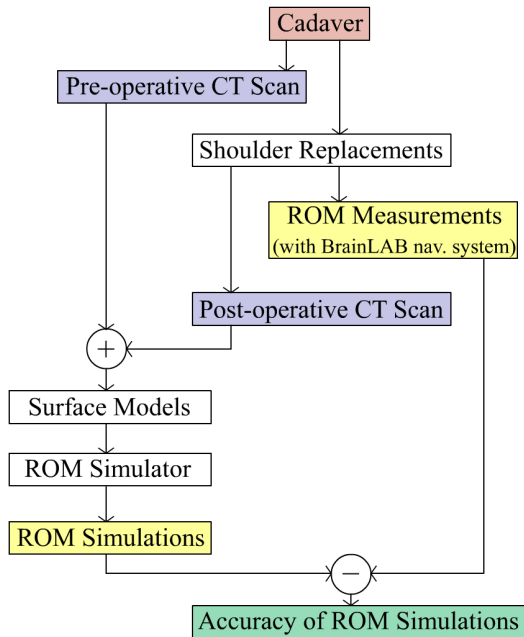 Cadaver
Pre-operative CT Scan
Shoulder Replacements
ROM Measurements
(with BrainLAB nav. system)
Post-operative CT Scan
+
Surface Models
ROM Simulator
ROM Simulations
−
Accuracy of ROM Simulations